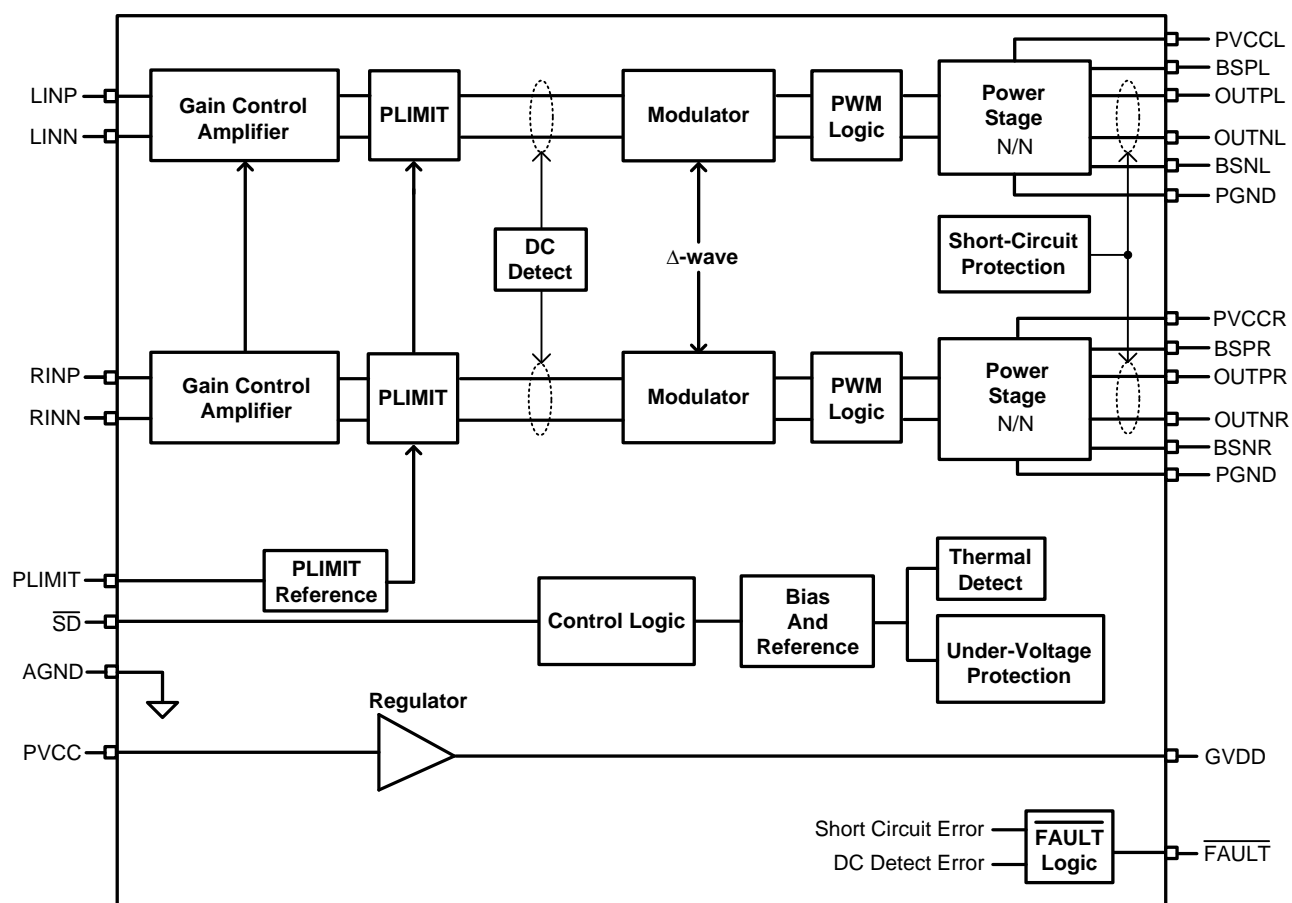 PVCCL
BSPL
LINP
Gain Control
Amplifier
PLIMIT
Modulator
PWM
Logic
Power
Stage
N/N
OUTPL
LINN
OUTNL
BSNL
PGND
DC
Detect
Δ-wave
Short-Circuit
Protection
PVCCR
BSPR
RINP
Gain Control
Amplifier
PLIMIT
Modulator
PWM
Logic
Power
Stage
N/N
OUTPR
RINN
OUTNR
BSNR
PGND
PLIMIT
PLIMIT
Reference
Thermal
Detect
SD
Control Logic
Bias
And
Reference
Under-Voltage
Protection
AGND
Regulator
PVCC
GVDD
Short Circuit Error
DC Detect Error
FAULT
Logic
FAULT